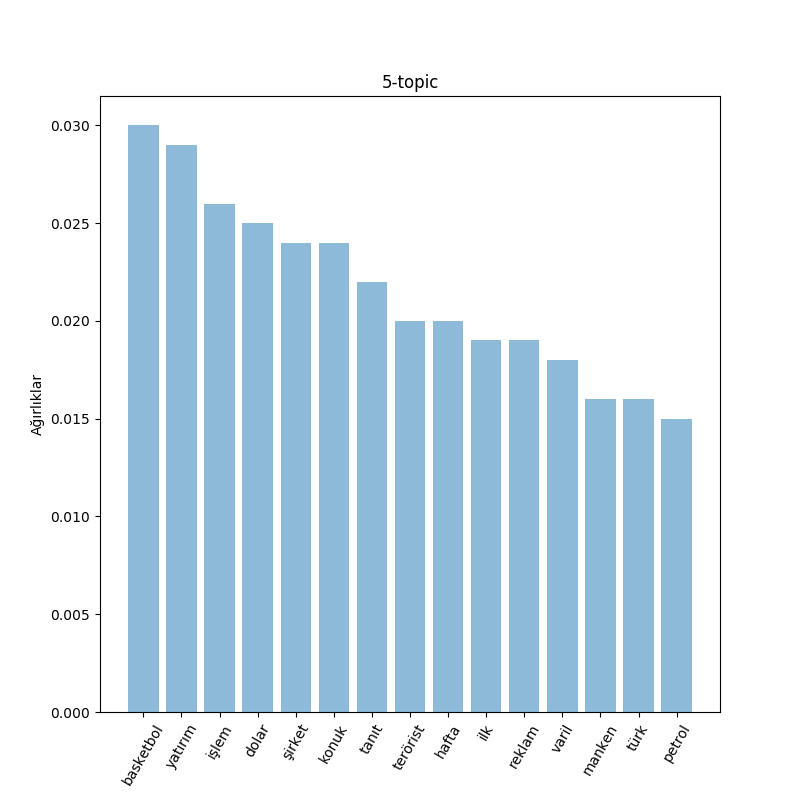 5-topic
Ağırlıklar
0.030
0.025
0.020
0.015
0.010
0.005
0.000
basketbol
yatırım
işlem
dolar
şirket
konuk
tanıt
terörist
hafta
ilk
reklam
varil
manken
türk
petrol